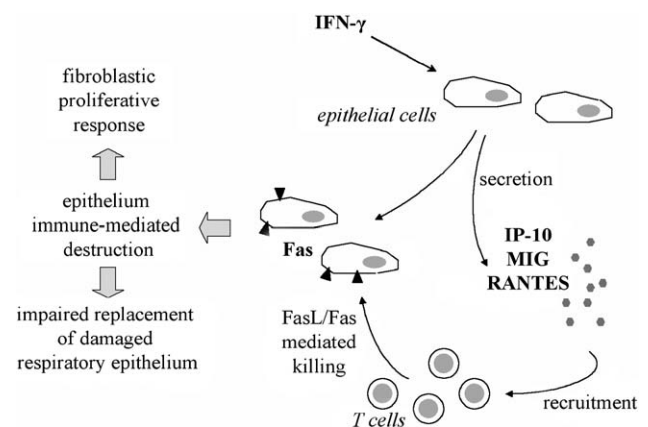 IFN-γ
fibroblastic
proliferative
response
epithelial cells
secretion
epithelium
immune-mediated
destruction
Fas
IP-10
MIG
RANTES
impaired replacement
of damaged
respiratory epithelium
FasL/Fas
mediated
killing
T cells
recruitment